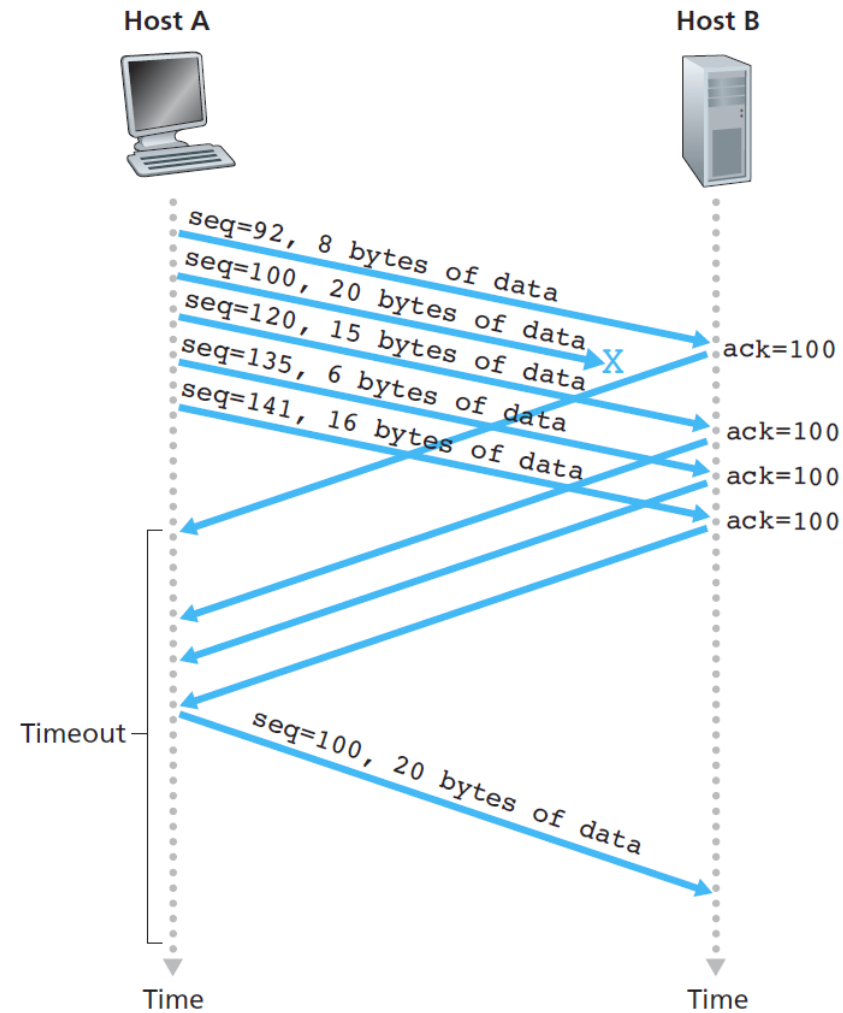 Host A
Host B
seq=92, 8 bytes of data
seq=100, 20 bytes of data
X
seq=120, 15 bytes of data
seq=135, 6 bytes of data
seq=141, 16 bytes of data
ack=100
ack=100
ack=100
ack=100
Timeout
seq=100, 20 bytes of data
Time
Time